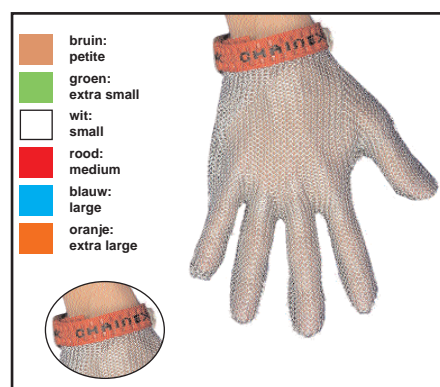 bruin:
petite
groen:
extra small
wit:
small
rood:
medium
blauw:
large
oranje:
extra large
CHAINEX
CHAINEX